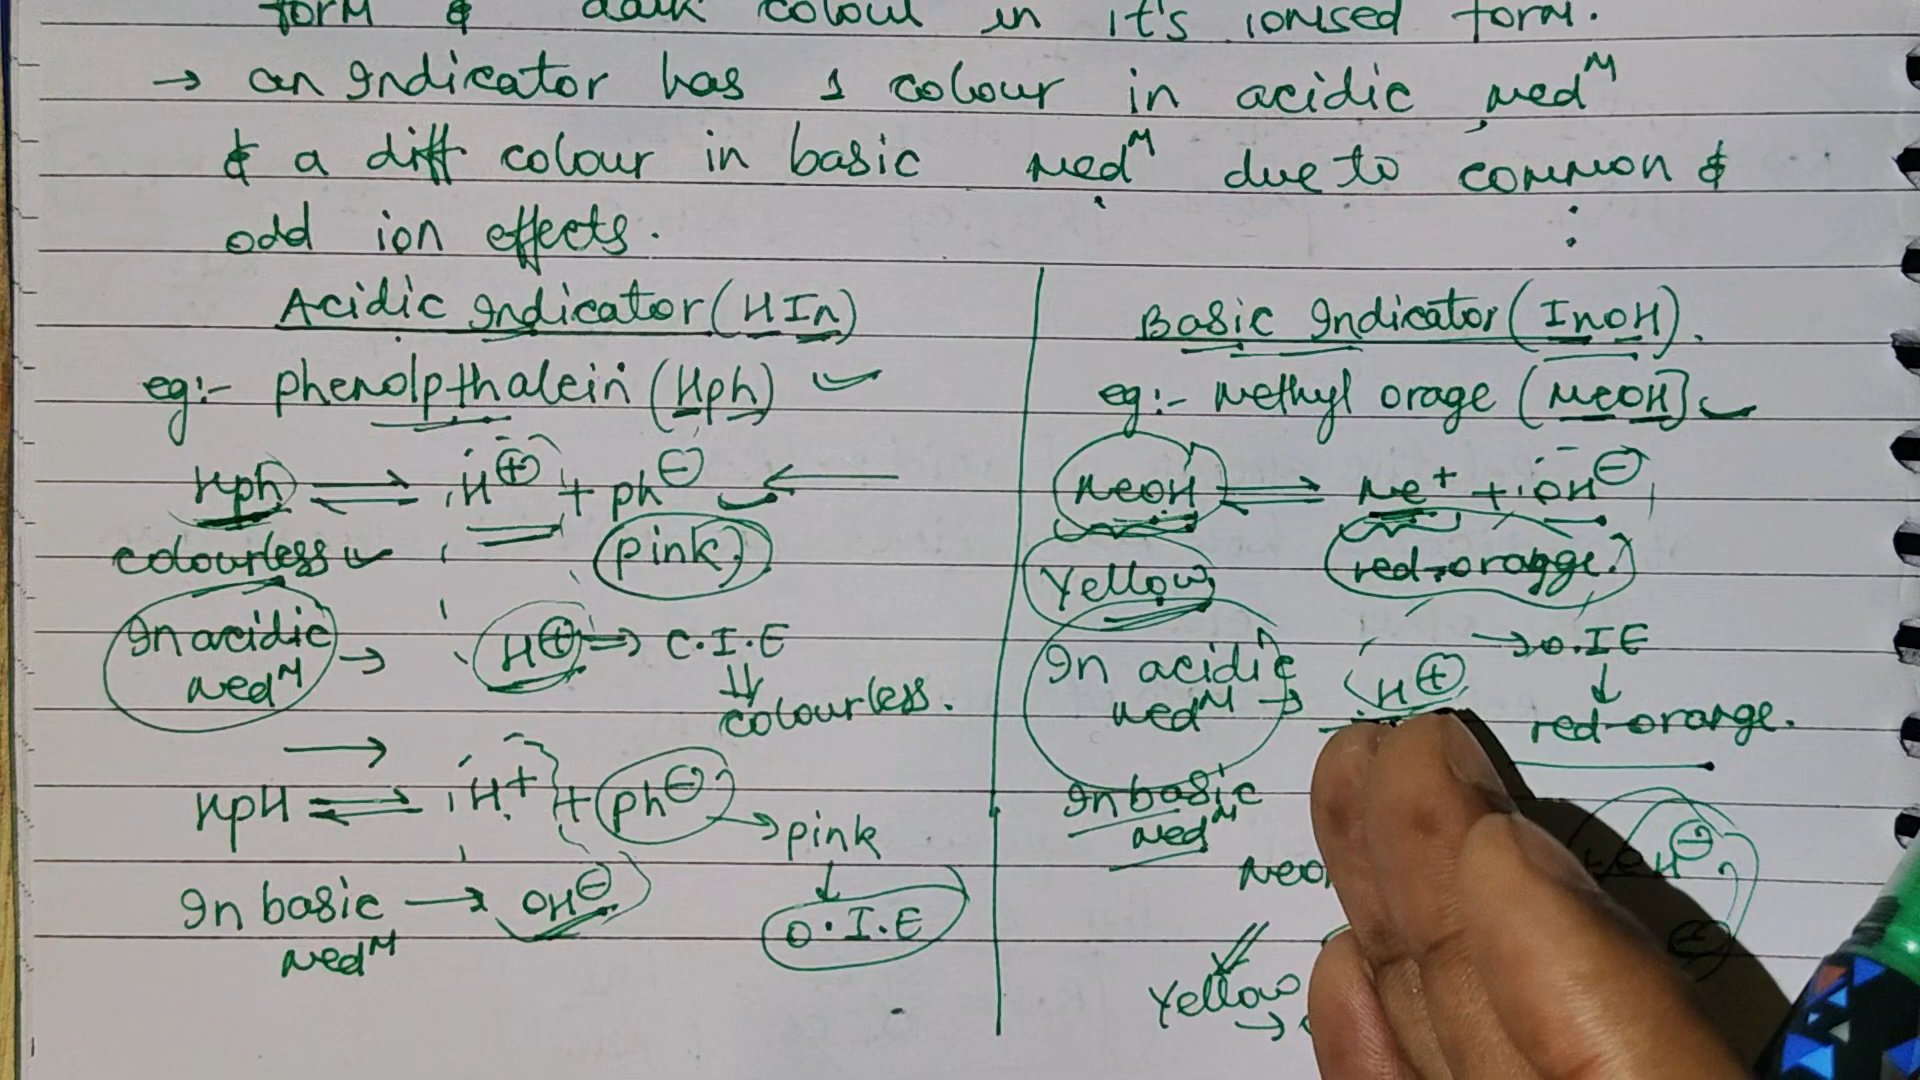 form & dark colour in it's ionised form.
→ an Indicator has 1 colour in acidic medᴹ
& a diff colour in basic medᴹ due to common &
odd ion effects.
Acidic Indicator (HIn)
eg:- phenolpthalein (Hph)
Hph ⇌ H⊕ + ph⊖ ←
colourless pink
In acidic medᴹ → H⊕ ⇒ C.I.E
⇓
colourless.
→
HpH ⇌ H+ + ph⊖ → pink
↓
In basic medᴹ → OH⊖ O.I.E
Basic Indicator (InOH).
eg:- Methyl orage (MeOH)
MeOH ⇌ Me+ + OH⊖
Yellow red-orange.
In acidic medᴹ → H⊕ → O.I.E
↓
red-orange.
In basic medᴹ
OH⊖
Yellow
→